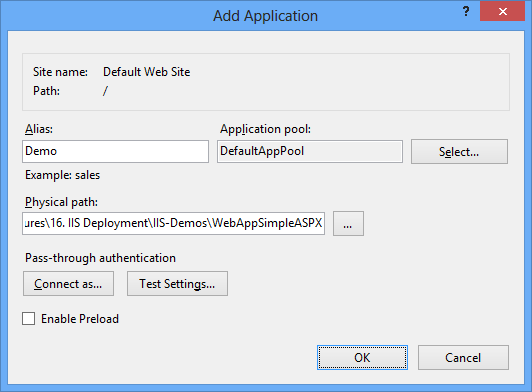 Add Application
?
Site name: Default Web Site
Path: /
Alias: Application pool:
Demo DefaultAppPool Select...
Example: sales
Physical path:
ures\16. IIS Deployment\IIS-Demos\WebAppSimpleASPX ...
Pass-through authentication
Connect as... Test Settings...
Enable Preload
OK Cancel